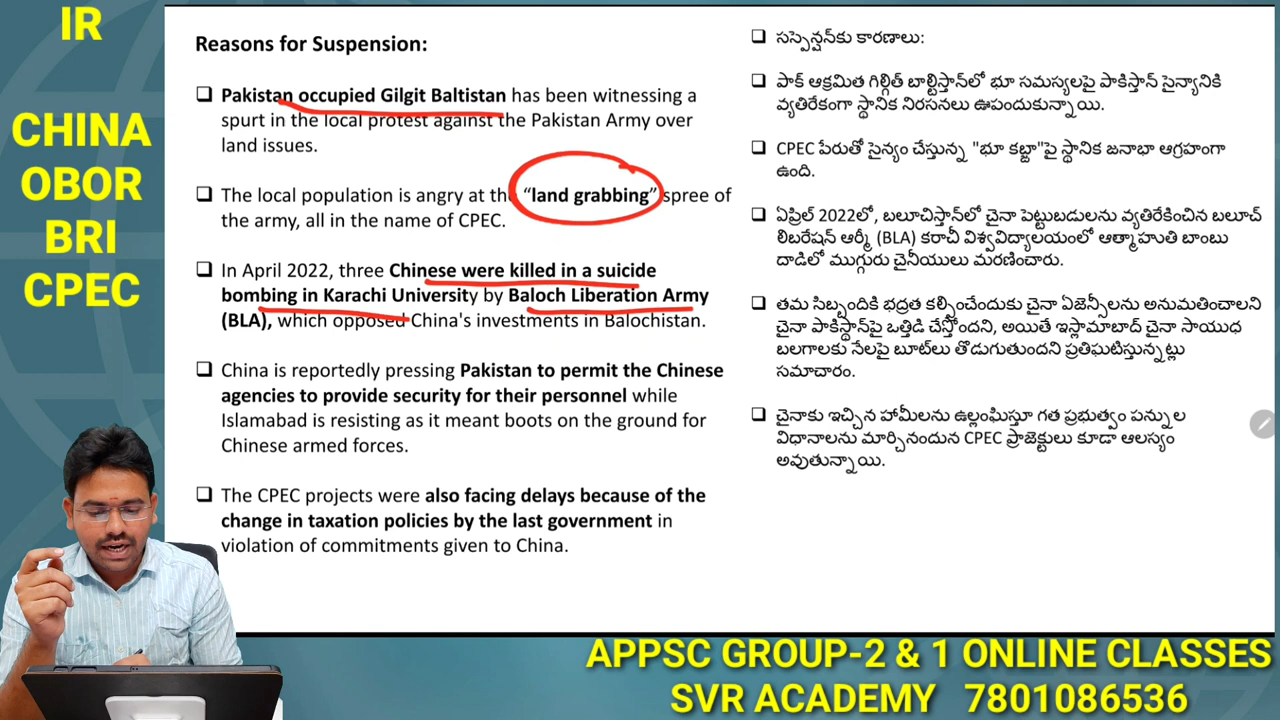 IR
CHINA
OBOR
BRI
CPEC
Reasons for Suspension:
❑ Pakistan occupied Gilgit Baltistan has been witnessing a
spurt in the local protest against the Pakistan Army over
land issues.
❑ The local population is angry at the “land grabbing” spree of
the army, all in the name of CPEC.
❑ In April 2022, three Chinese were killed in a suicide
bombing in Karachi University by Baloch Liberation Army
(BLA), which opposed China's investments in Balochistan.
❑ China is reportedly pressing Pakistan to permit the Chinese
agencies to provide security for their personnel while
Islamabad is resisting as it meant boots on the ground for
Chinese armed forces.
❑ The CPEC projects were also facing delays because of the
change in taxation policies by the last government in
violation of commitments given to China.
❑ సస్పెన్షన్‌కు కారణాలు:
❑ పాక్ ఆక్రమిత గిల్గిత్ బాల్టిస్తాన్‌లో భూ సమస్యలపై పాకిస్తాన్ సైన్యానికి
వ్యతిరేకంగా స్థానిక నిరసనలు ఊపందుకున్నాయి.
❑ CPEC పేరుతో సైన్యం చేస్తున్న "భూ కబ్జా"పై స్థానిక జనాభా ఆగ్రహంగా
ఉంది.
❑ ఏప్రిల్ 2022లో, బలూచిస్తాన్‌లో చైనా పెట్టుబడులను వ్యతిరేకించిన బలూచ్
లిబరేషన్ ఆర్మీ (BLA) కరాచీ విశ్వవిద్యాలయంలో ఆత్మాహుతి బాంబు
దాడిలో ముగ్గురు చైనీయులు మరణించారు.
❑ తమ సిబ్బందికి భద్రత కల్పించేందుకు చైనా ఏజెన్సీలను అనుమతించాలని
చైనా పాకిస్థాన్‌పై ఒత్తిడి చేస్తోందని, అయితే ఇస్లామాబాద్ చైనా సాయుధ
బలగాలకు నేలపై బూట్‌లు తొడుగుతుందని ప్రతిఘటిస్తున్నట్లు
సమాచారం.
❑ చైనాకు ఇచ్చిన హామీలను ఉల్లంఘిస్తూ గత ప్రభుత్వం పన్నుల
విధానాలను మార్చినందున CPEC ప్రాజెక్టులు కూడా ఆలస్యం
అవుతున్నాయి.
APPSC GROUP-2 & 1 ONLINE CLASSES
SVR ACADEMY 7801086536